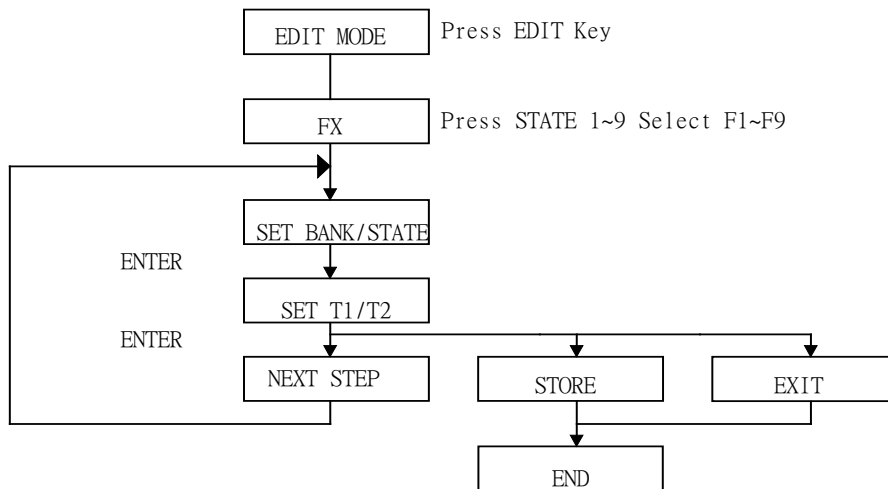 EDIT MODE Press EDIT Key
FX Press STATE 1~9 Select F1~F9
SET BANK/STATE
ENTER
SET T1/T2
ENTER
NEXT STEP STORE EXIT
END